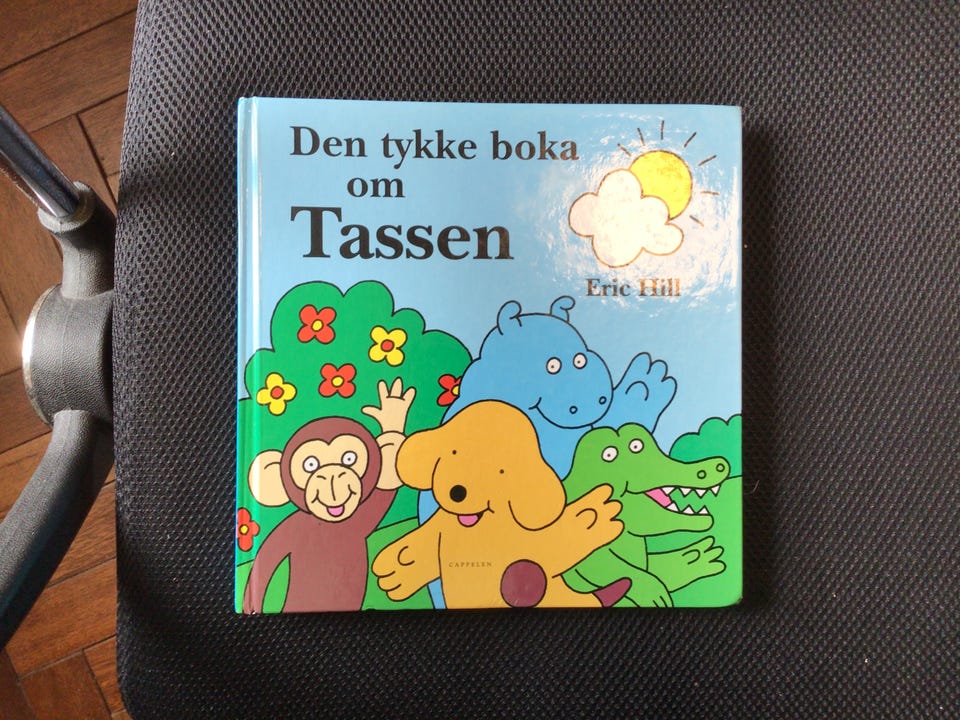 Den tykke boka
om
Tassen
Eric Hill
CAPPELEN